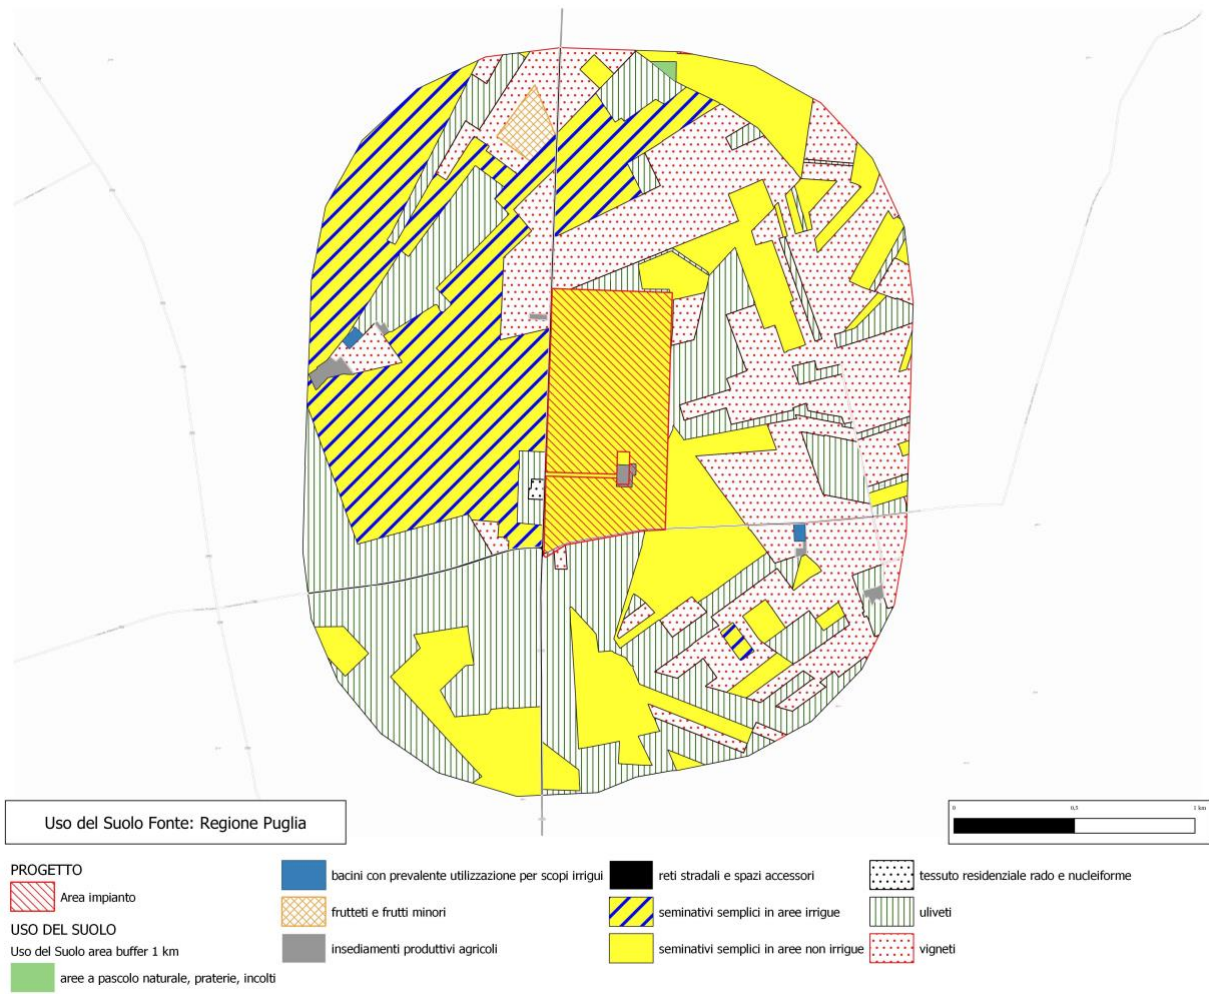 Uso del Suolo Fonte: Regione Puglia
0 0,5 1 km
PROGETTO
Area impianto
USO DEL SUOLO
Uso del Suolo area buffer 1 km
aree a pascolo naturale, praterie, incolti
bacini con prevalente utilizzazione per scopi irrigui
frutteti e frutti minori
insediamenti produttivi agricoli
reti stradali e spazi accessori
seminativi semplici in aree irrigue
seminativi semplici in aree non irrigue
tessuto residenziale rado e nucleiforme
uliveti
vigneti